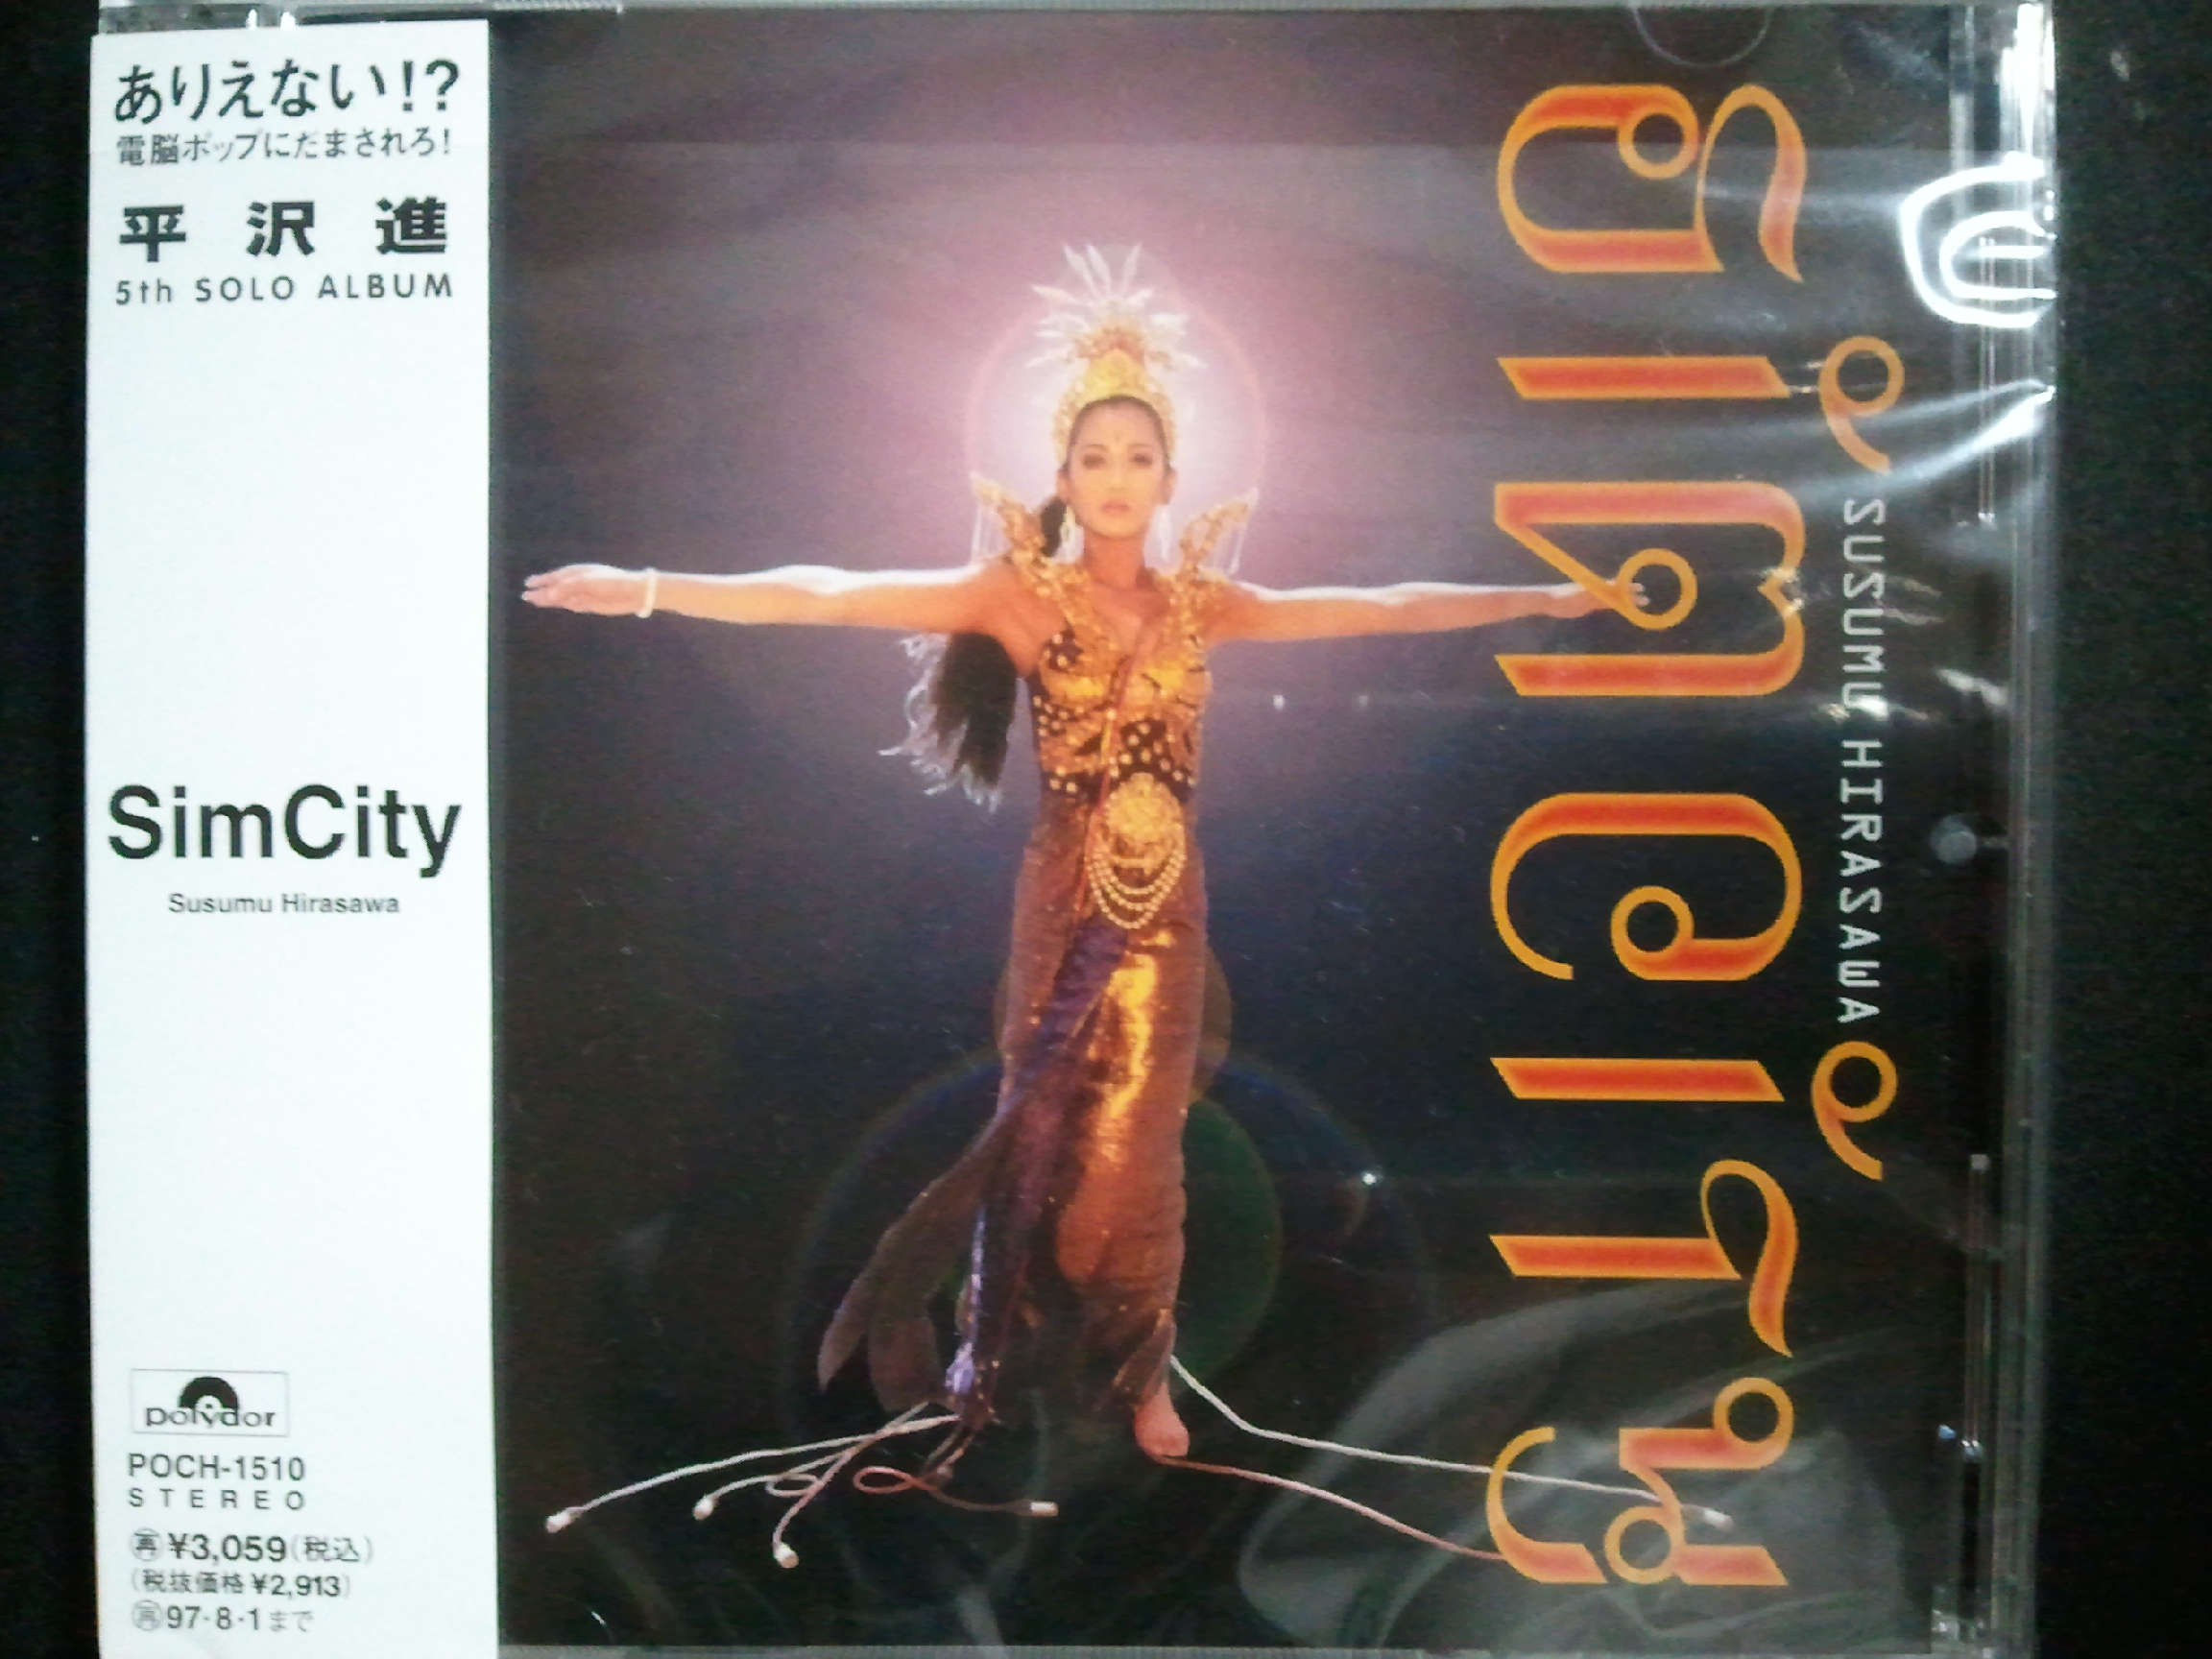 ありえない!?
電脳ポップにだまされろ!
平沢進
5th SOLO ALBUM
SimCity
Susumu Hirasawa
polydor
POCH-1510
STEREO
再 ¥3,059(税込)
(税抜価格¥2,913)
再 97・8・1まで
SUSUMU HIRASAWA